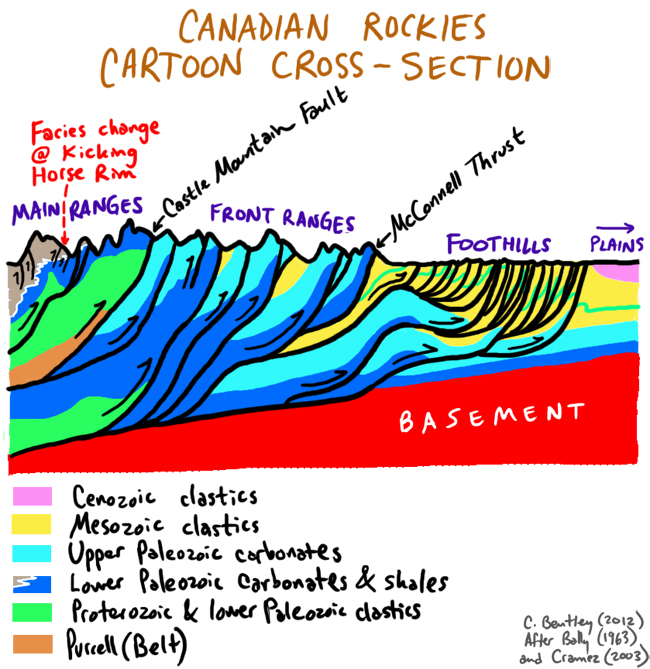 CANADIAN ROCKIES
CARTOON CROSS-SECTION
Facies change
@ Kicking
Horse Rim
Castle Mountain Fault
McConnell Thrust
MAIN RANGES
FRONT RANGES
FOOTHILLS
PLAINS
BASEMENT
Cenozoic clastics
Mesozoic clastics
Upper Paleozoic carbonates
Lower Paleozoic carbonates & shales
Proterozoic & lower Paleozoic clastics
Purcell (Belt)
C. Bentley (2012)
After Bally (1963)
and Cramez (2003)